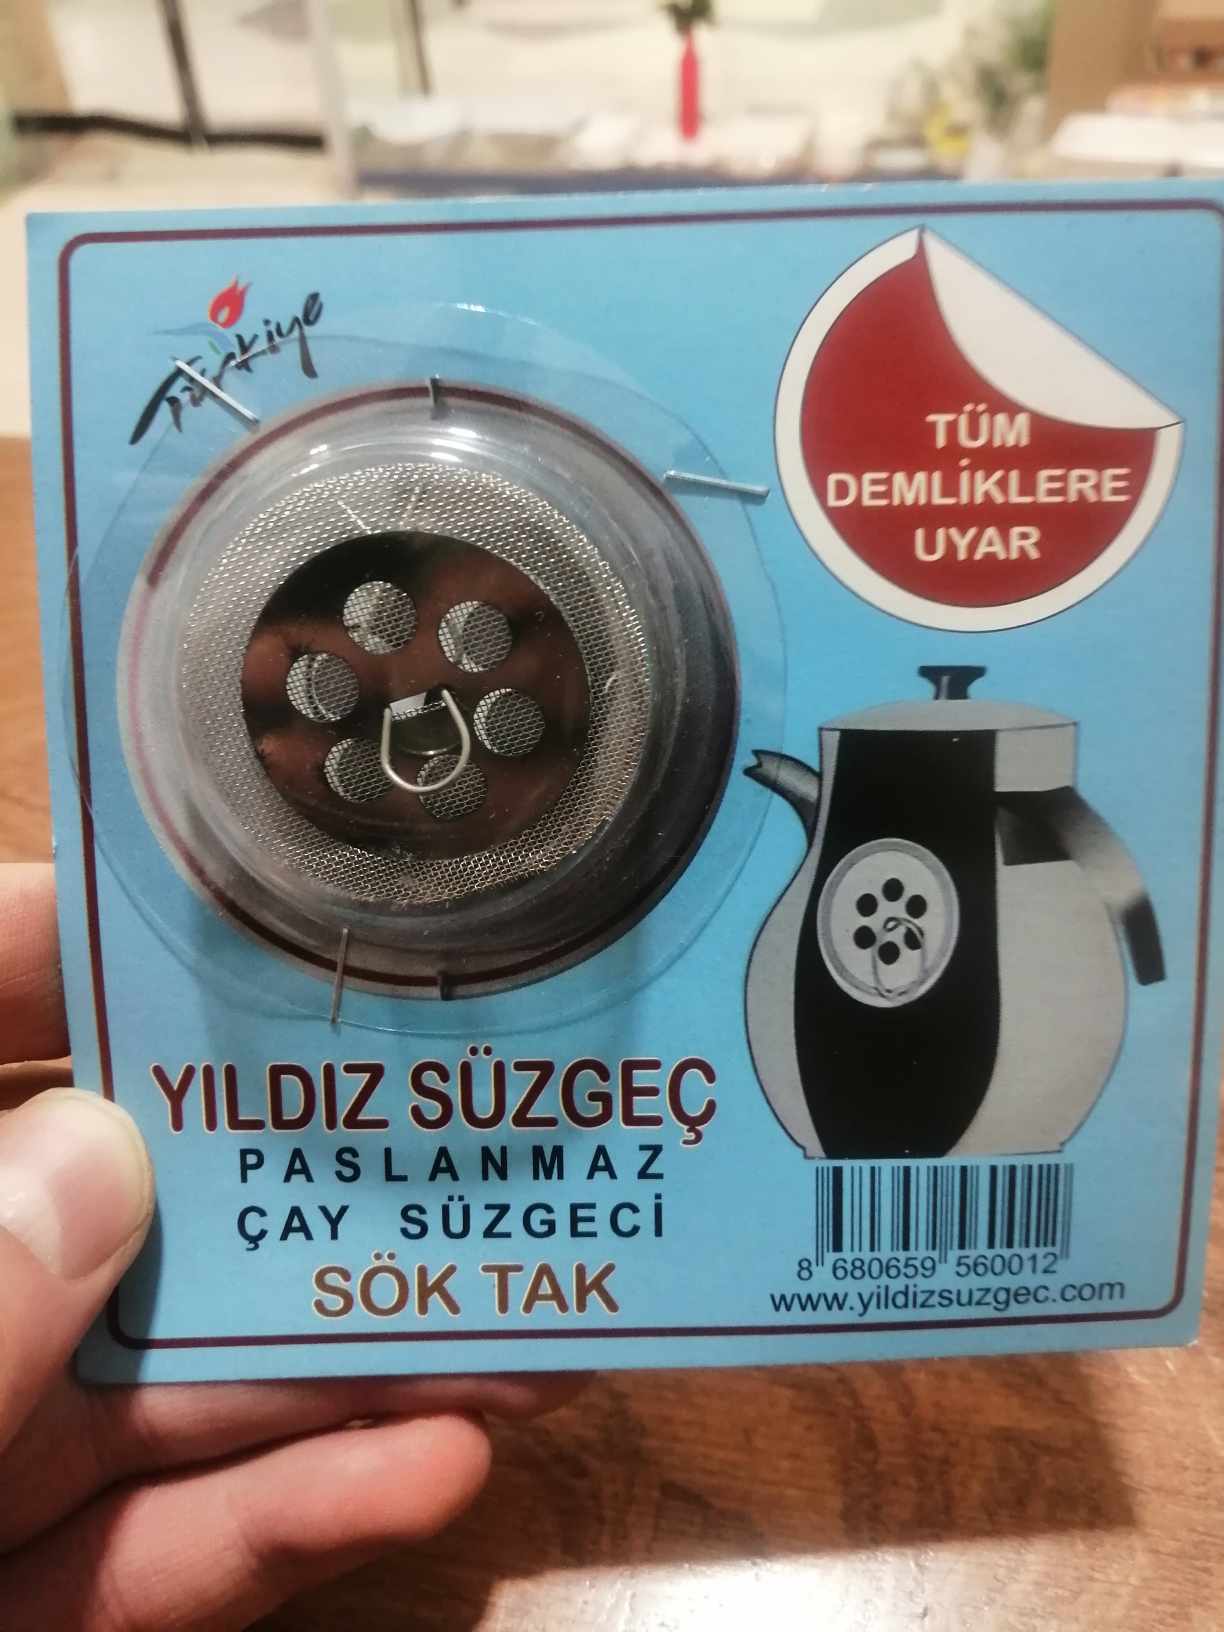 Türkiye
TÜM
DEMLİKLERE
UYAR
YILDIZ SÜZGEÇ
PASLANMAZ
ÇAY SÜZGECİ
SÖK TAK
8 680659 560012
www.yildizsuzgec.com